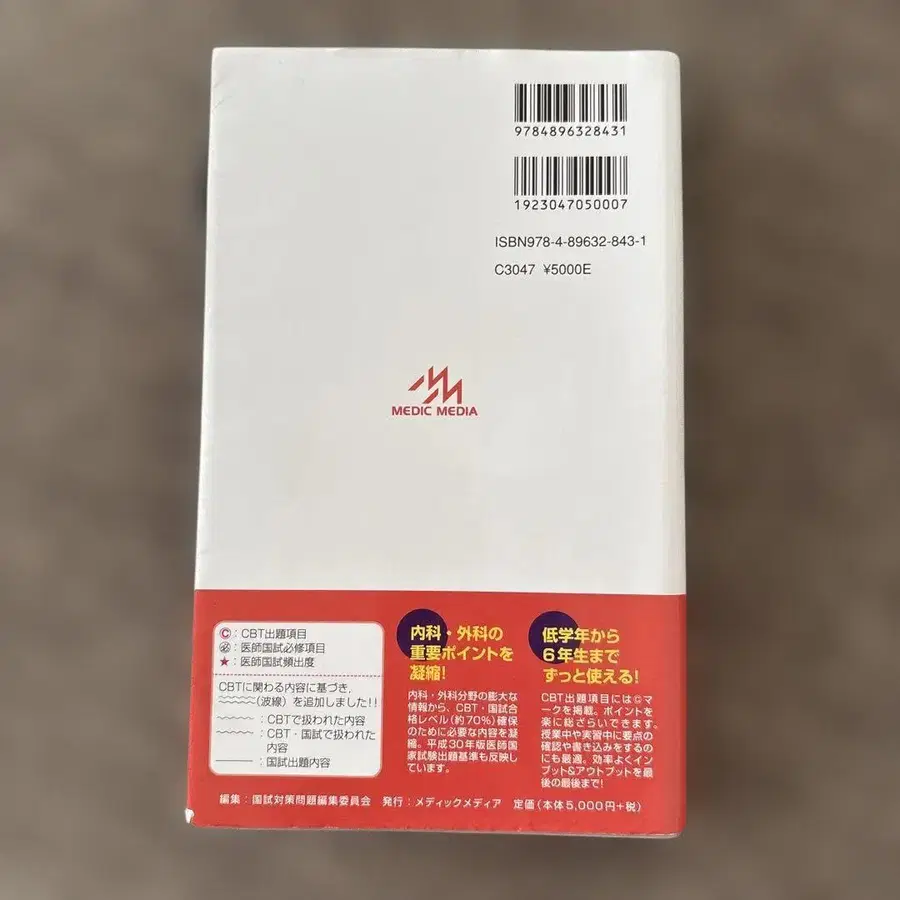 9784896328431
1923047050007
ISBN978-4-89632-843-1
C3047 ¥5000E
MEDIC MEDIA
Ⓒ：CBT出題項目
㊙：医師国試必修項目
★：医師国試頻出度
CBTに関わる内容に基づき,
(波線) を追加しました!!
：CBTで扱われた内容
：CBT・国試で扱われた
内容
：国試出題内容
内科・外科の
重要ポイントを
凝縮!
内科・外科分野の膨大な
情報から、CBT・国試合
格レベル(約70%)確保
のために必要な内容を凝
縮。平成30年版医師国
家試験出題基準も反映し
ています。
低学年から
6年生まで
ずっと使える!
CBT出題項目にはⒸマ
ークを掲載。ポイントを
楽に総ざらいできます。
授業中や実習中に要点の
確認や書き込みをするの
にも最適。効率よくイン
プット&アウトプットを最
後の最後まで!
編集：国試対策問題編集委員会 発行：メディックメディア 定価(本体5,000円+税)